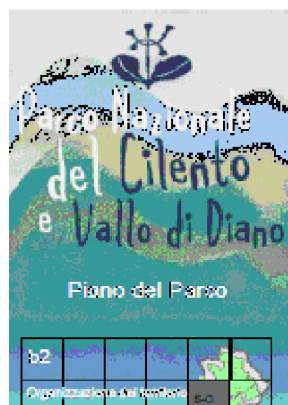 Parco Nazionale
del Cilento
e Vallo di Diano
Piano del Parco
b2
Organizzazione del territorio
S-O